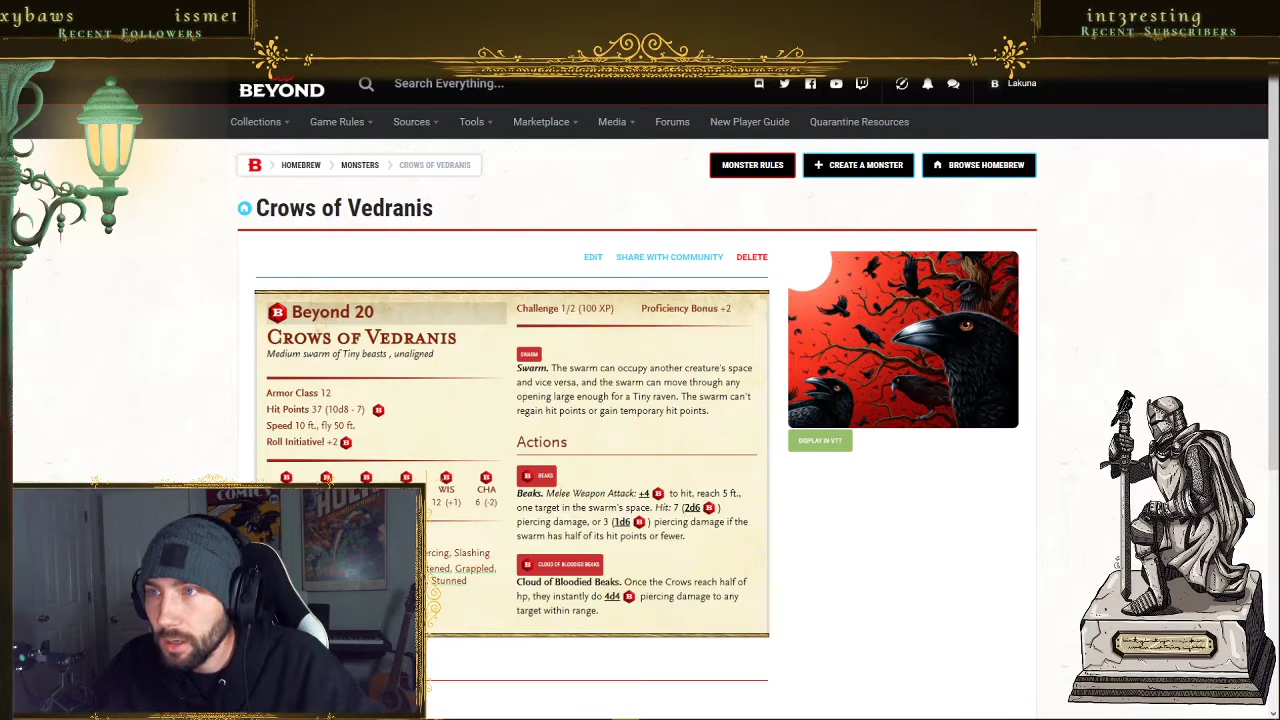 xybaws issmet
Recent Followers
int3resting
Recent Subscribers
BEYOND
Search Everything...
Lakuna
Collections
Game Rules
Sources
Tools
Marketplace
Media
Forums
New Player Guide
Quarantine Resources
HOMEBREW
MONSTERS
CROWS OF VEDRANIS
MONSTER RULES
CREATE A MONSTER
BROWSE HOMEBREW
Crows of Vedranis
EDIT
SHARE WITH COMMUNITY
DELETE
Beyond 20
Crows of Vedranis
Medium swarm of Tiny beasts , unaligned
Armor Class 12
Hit Points 37 (10d8 - 7)
Speed 10 ft., fly 50 ft.
Roll Initiative! +2
WIS
12 (+1)
CHA
6 (-2)
ercing, Slashing
tened, Grappled,
Stunned
Challenge 1/2 (100 XP)
Proficiency Bonus +2
SWARM
Swarm. The swarm can occupy another creature's space
and vice versa, and the swarm can move through any
opening large enough for a Tiny raven. The swarm can't
regain hit points or gain temporary hit points.
Actions
BEAKS
Beaks. Melee Weapon Attack: +4 to hit, reach 5 ft.,
one target in the swarm's space. Hit: 7 (2d6 )
piercing damage, or 3 (1d6 ) piercing damage if the
swarm has half of its hit points or fewer.
CLOUD OF BLOODIED BEAKS
Cloud of Bloodied Beaks. Once the Crows reach half of
hp, they instantly do 4d4 piercing damage to any
target within range.
DISPLAY IN VTT
COMICS